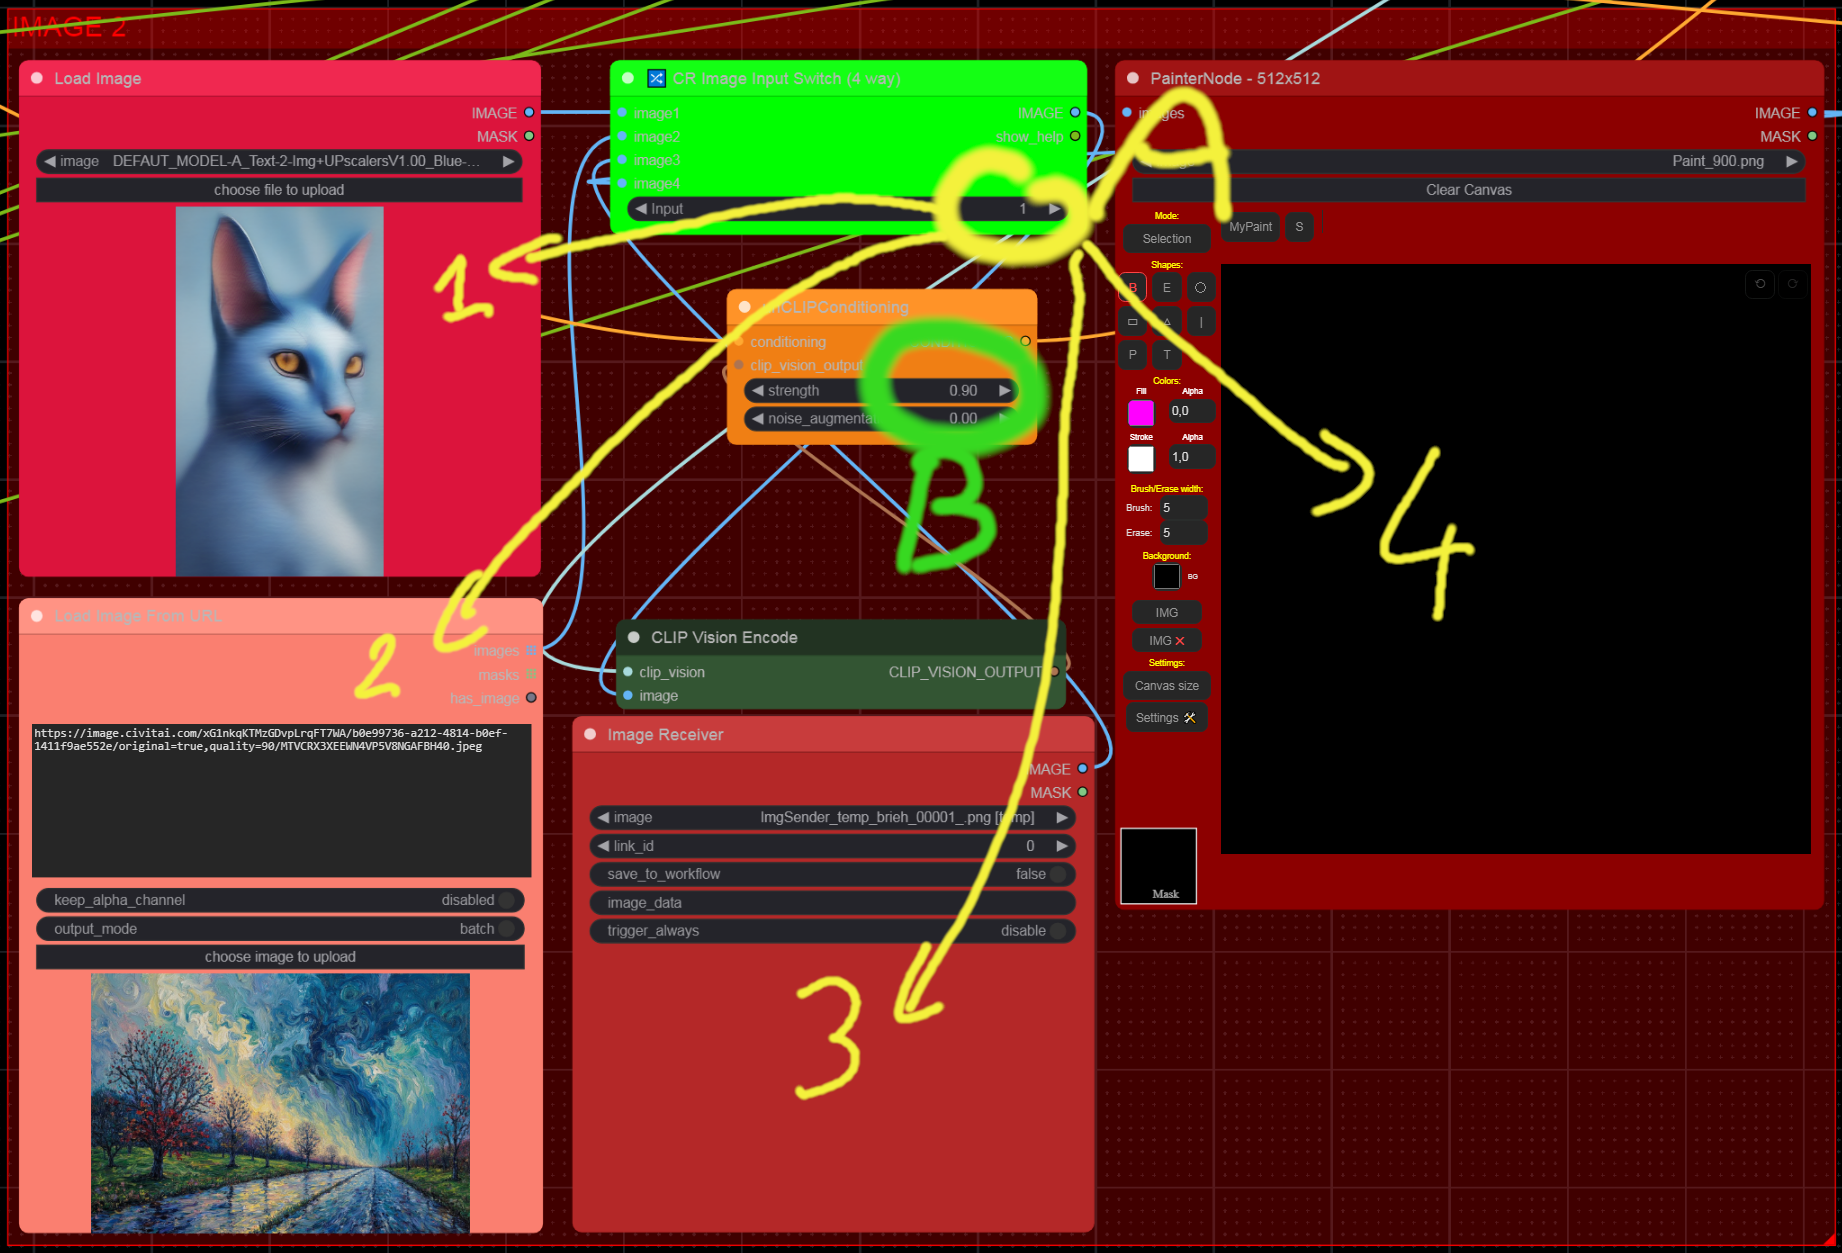 IMAGE 2
Load Image
IMAGE
MASK
image DEFAUT_MODEL-A_Text-2-Img+UPscalersV1.00_Blue-...
choose file to upload
CR Image Input Switch (4 way)
image1 IMAGE
image2 show_help
image3
image4
Input 1
PainterNode - 512x512
images IMAGE
MASK
Paint_900.png
Clear Canvas
Mode:
Selection
MyPaint S
Shapes:
B E
P T
Colors:
Fill Alpha
0,0
Stroke Alpha
1,0
Brush/Erase width:
Brush: 5
Erase: 5
Background:
BG
IMG
IMG
Settimgs:
Canvas size
Settings
Mask
A
1
2
3
4
B
CLIPConditioning
conditioning
clip_vision_output
strength 0.90
noise_augmenta 0.00
Load Image From URL
images
masks
has_image
https://image.civitai.com/xG1nkqKTMzGDvpLrqFT7WA/b0e99736-a212-4814-b0ef-
1411f9ae552e/original=true,quality=90/MTVCRX3XEEWN4VP5V8NGAFBH40.jpeg
keep_alpha_channel disabled
output_mode batch
choose image to upload
CLIP Vision Encode
clip_vision CLIP_VISION_OUTPUT
image
Image Receiver
IMAGE
MASK
image ImgSender_temp_brieh_00001_.png [temp]
link_id 0
save_to_workflow false
image_data
trigger_always disable